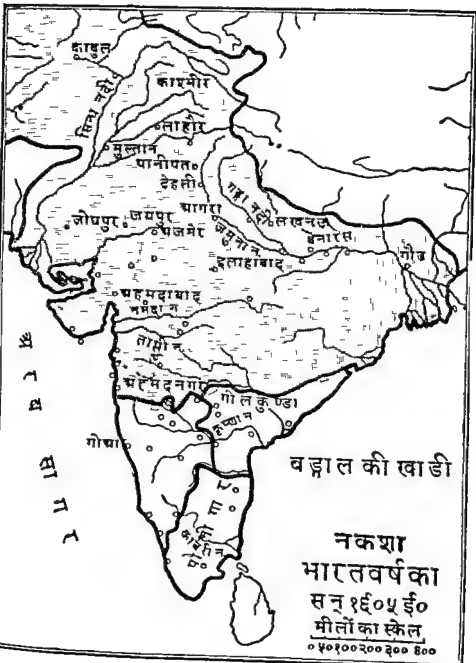 काबुल
काश्मीर
सिन्ध नदी
लाहौर
मुल्तान
पानीपत
देहली
गङ्गा नदी
आगरा
लखनऊ
जोधपुर
जयपुर
अजमेर
जमुना न
बनारस
इलाहाबाद
गौड
अहमदाबाद
नर्मदा न
ताप्ती न
अहमदनगर
गोलकुण्डा
कृष्णा न
गोआ
अरब सागर
बङ्गाल की खाडी
नकशा
भारतवर्षका
सन् १६०५ ई०
मीलोंका स्केल
० ५० १०० २०० ३०० ४००